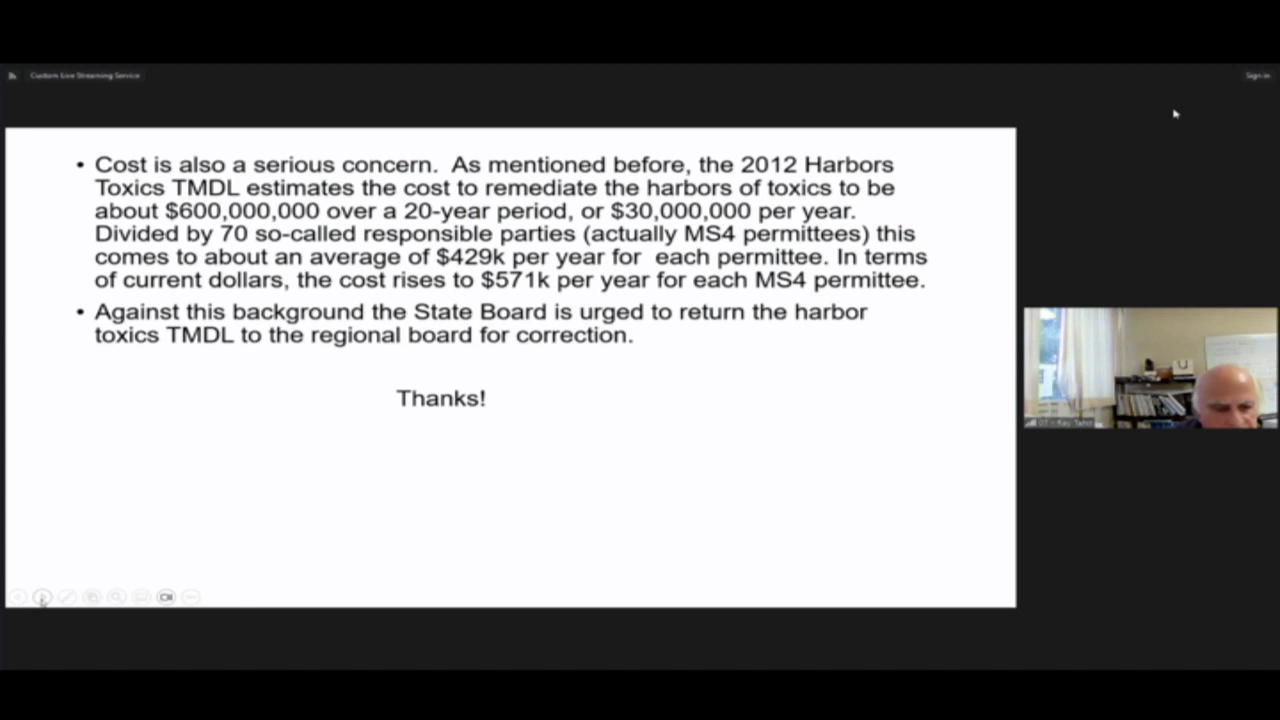 Custom Live Streaming Service
Sign in
• Cost is also a serious concern.  As mentioned before, the 2012 Harbors
Toxics TMDL estimates the cost to remediate the harbors of toxics to be
about $600,000,000 over a 20-year period, or $30,000,000 per year.
Divided by 70 so-called responsible parties (actually MS4 permittees) this
comes to about an average of $429k per year for  each permittee. In terms
of current dollars, the cost rises to $571k per year for each MS4 permittee.
• Against this background the State Board is urged to return the harbor
toxics TMDL to the regional board for correction.
Thanks!